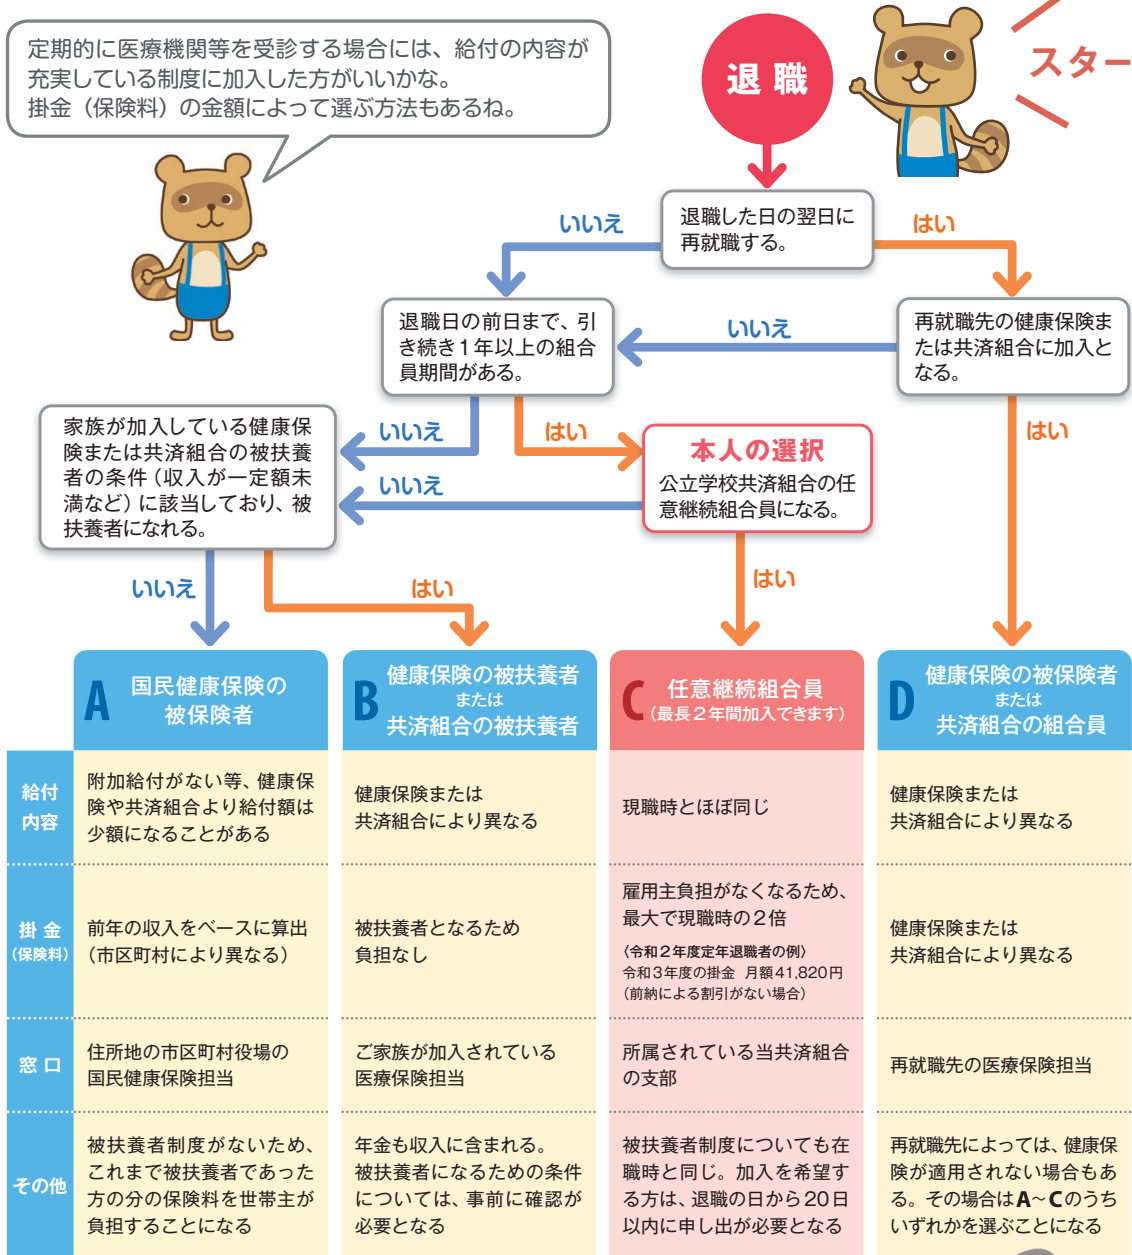 定期的に医療機関等を受診する場合には、給付の内容が
充実している制度に加入した方がいいかな。
掛金（保険料）の金額によって選ぶ方法もあるね。
退職
スター
退職した日の翌日に
再就職する。
いいえ
はい
退職日の前日まで、引
き続き1年以上の組合
員期間がある。
いいえ
再就職先の健康保険ま
たは共済組合に加入と
なる。
家族が加入している健康保
険または共済組合の被扶養
者の条件（収入が一定額未
満など）に該当しており、被
扶養者になれる。
いいえ
はい
本人の選択
公立学校共済組合の任
意継続組合員になる。
いいえ
はい
いいえ
はい
はい
A 国民健康保険の
被保険者
B 健康保険の被扶養者
または
共済組合の被扶養者
C 任意継続組合員
（最長2年間加入できます）
D 健康保険の被保険者
または
共済組合の組合員
給付
内容
附加給付がない等、健康保
険や共済組合より給付額は
少額になることがある
健康保険または
共済組合により異なる
現職時とほぼ同じ
健康保険または
共済組合により異なる
掛金
（保険料）
前年の収入をベースに算出
（市区町村により異なる）
被扶養者となるため
負担なし
雇用主負担がなくなるため、
最大で現職時の2倍
〈令和2年度定年退職者の例〉
令和3年度の掛金 月額41,820円
（前納による割引がない場合）
健康保険または
共済組合により異なる
窓口
住所地の市区町村役場の
国民健康保険担当
ご家族が加入されている
医療保険担当
所属されている当共済組合
の支部
再就職先の医療保険担当
その他
被扶養者制度がないため、
これまで被扶養者であった
方の分の保険料を世帯主が
負担することになる
年金も収入に含まれる。
被扶養者になるための条件
については、事前に確認が
必要となる
被扶養者制度についても在
職時と同じ。加入を希望す
る方は、退職の日から20日
以内に申し出が必要となる
再就職先によっては、健康保
険が適用されない場合もあ
る。その場合はA～Cのうち
いずれかを選ぶことになる